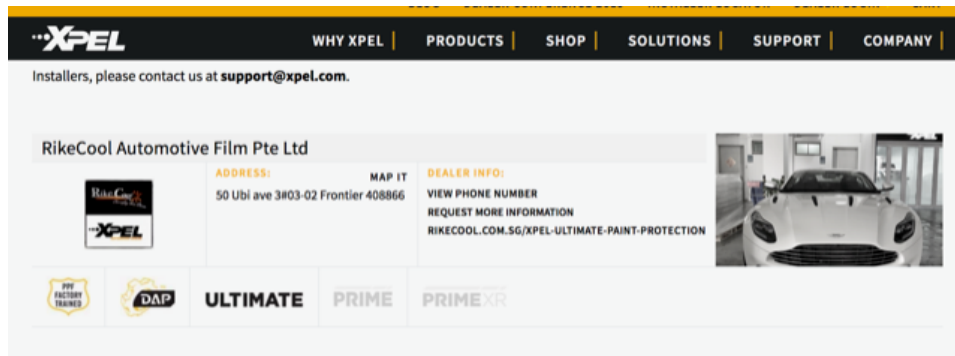 XPEL
WHY XPEL | PRODUCTS | SHOP | SOLUTIONS | SUPPORT | COMPANY |
Installers, please contact us at support@xpel.com.
RikeCool Automotive Film Pte Ltd
ADDRESS:
MAP IT
50 Ubi ave 3#03-02 Frontier 408866
DEALER INFO:
VIEW PHONE NUMBER
REQUEST MORE INFORMATION
RIKECOOL.COM.SG/XPEL-ULTIMATE-PAINT-PROTECTION
XPEL
PPF
FACTORY
TRAINED
DAP
ULTIMATE
PRIME
PRIMEXR